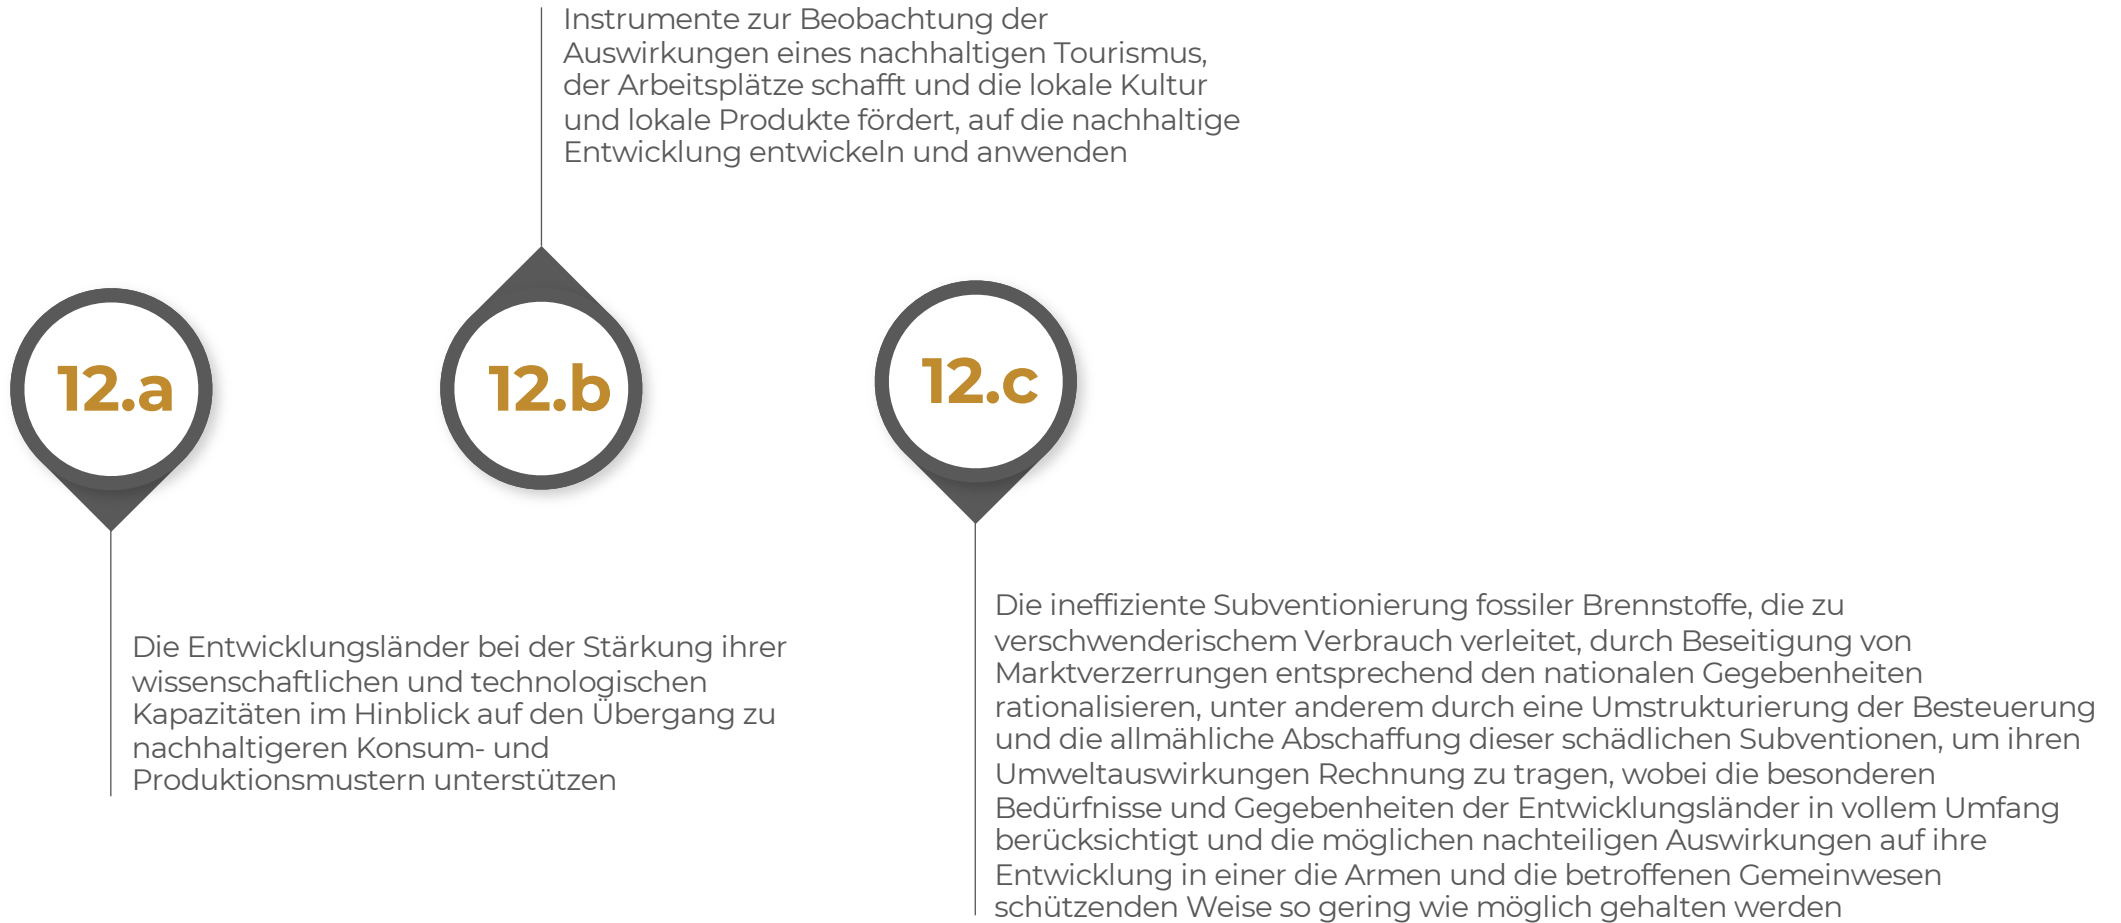 Instrumente zur Beobachtung der
Auswirkungen eines nachhaltigen Tourismus,
der Arbeitsplätze schafft und die lokale Kultur
und lokale Produkte fördert, auf die nachhaltige
Entwicklung entwickeln und anwenden
12.a
12.b
12.c
Die Entwicklungsländer bei der Stärkung ihrer
wissenschaftlichen und technologischen
Kapazitäten im Hinblick auf den Übergang zu
nachhaltigeren Konsum- und
Produktionsmustern unterstützen
Die ineffiziente Subventionierung fossiler Brennstoffe, die zu
verschwenderischem Verbrauch verleitet, durch Beseitigung von
Marktverzerrungen entsprechend den nationalen Gegebenheiten
rationalisieren, unter anderem durch eine Umstrukturierung der Besteuerung
und die allmähliche Abschaffung dieser schädlichen Subventionen, um ihren
Umweltauswirkungen Rechnung zu tragen, wobei die besonderen
Bedürfnisse und Gegebenheiten der Entwicklungsländer in vollem Umfang
berücksichtigt und die möglichen nachteiligen Auswirkungen auf ihre
Entwicklung in einer die Armen und die betroffenen Gemeinwesen
schützenden Weise so gering wie möglich gehalten werden